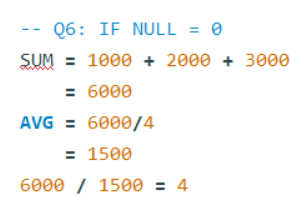 -- Q6: IF NULL = 0
SUM = 1000 + 2000 + 3000
= 6000
AVG = 6000/4
= 1500
6000 / 1500 = 4